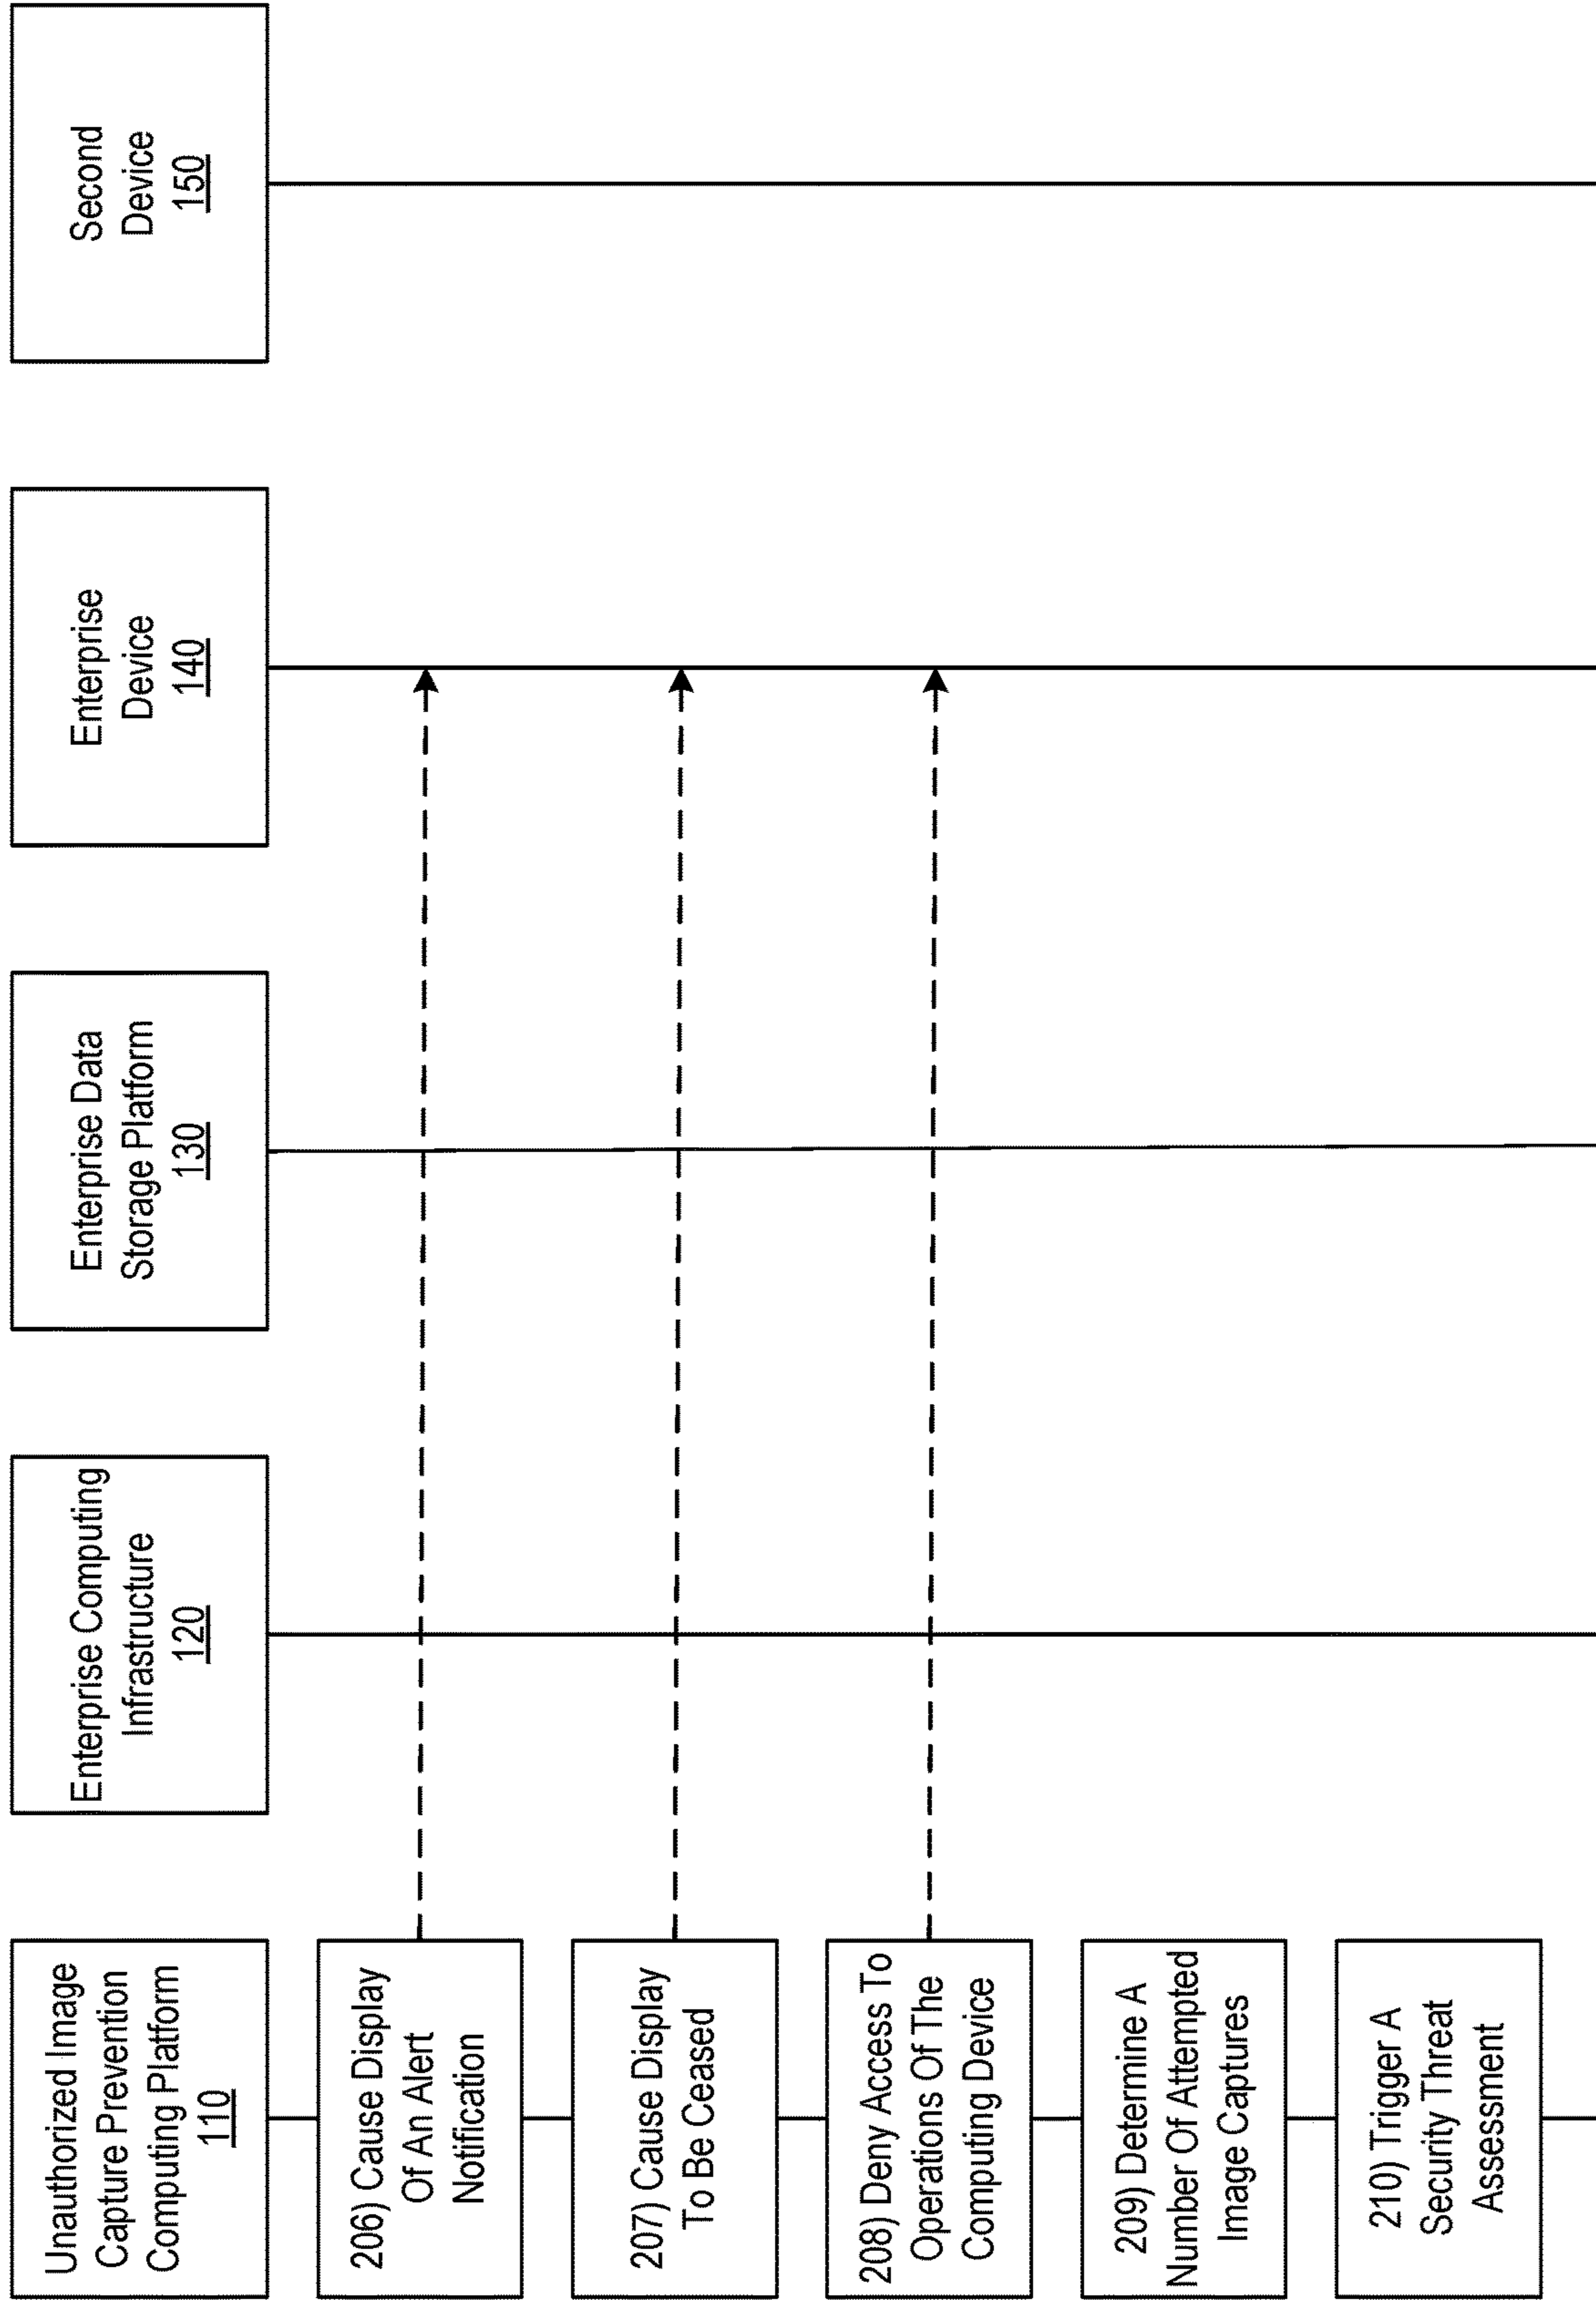 Unauthorized Image
Capture Prevention
Computing Platform
110
Enterprise Computing
Infrastructure
120
Enterprise Data
Storage Platform
130
Enterprise
Device
140
Second
Device
150
206) Cause Display
Of An Alert
Notification
207) Cause Display
To Be Ceased
208) Deny Access To
Operations Of The
Computing Device
209) Determine A
Number Of Attempted
Image Captures
210) Trigger A
Security Threat
Assessment